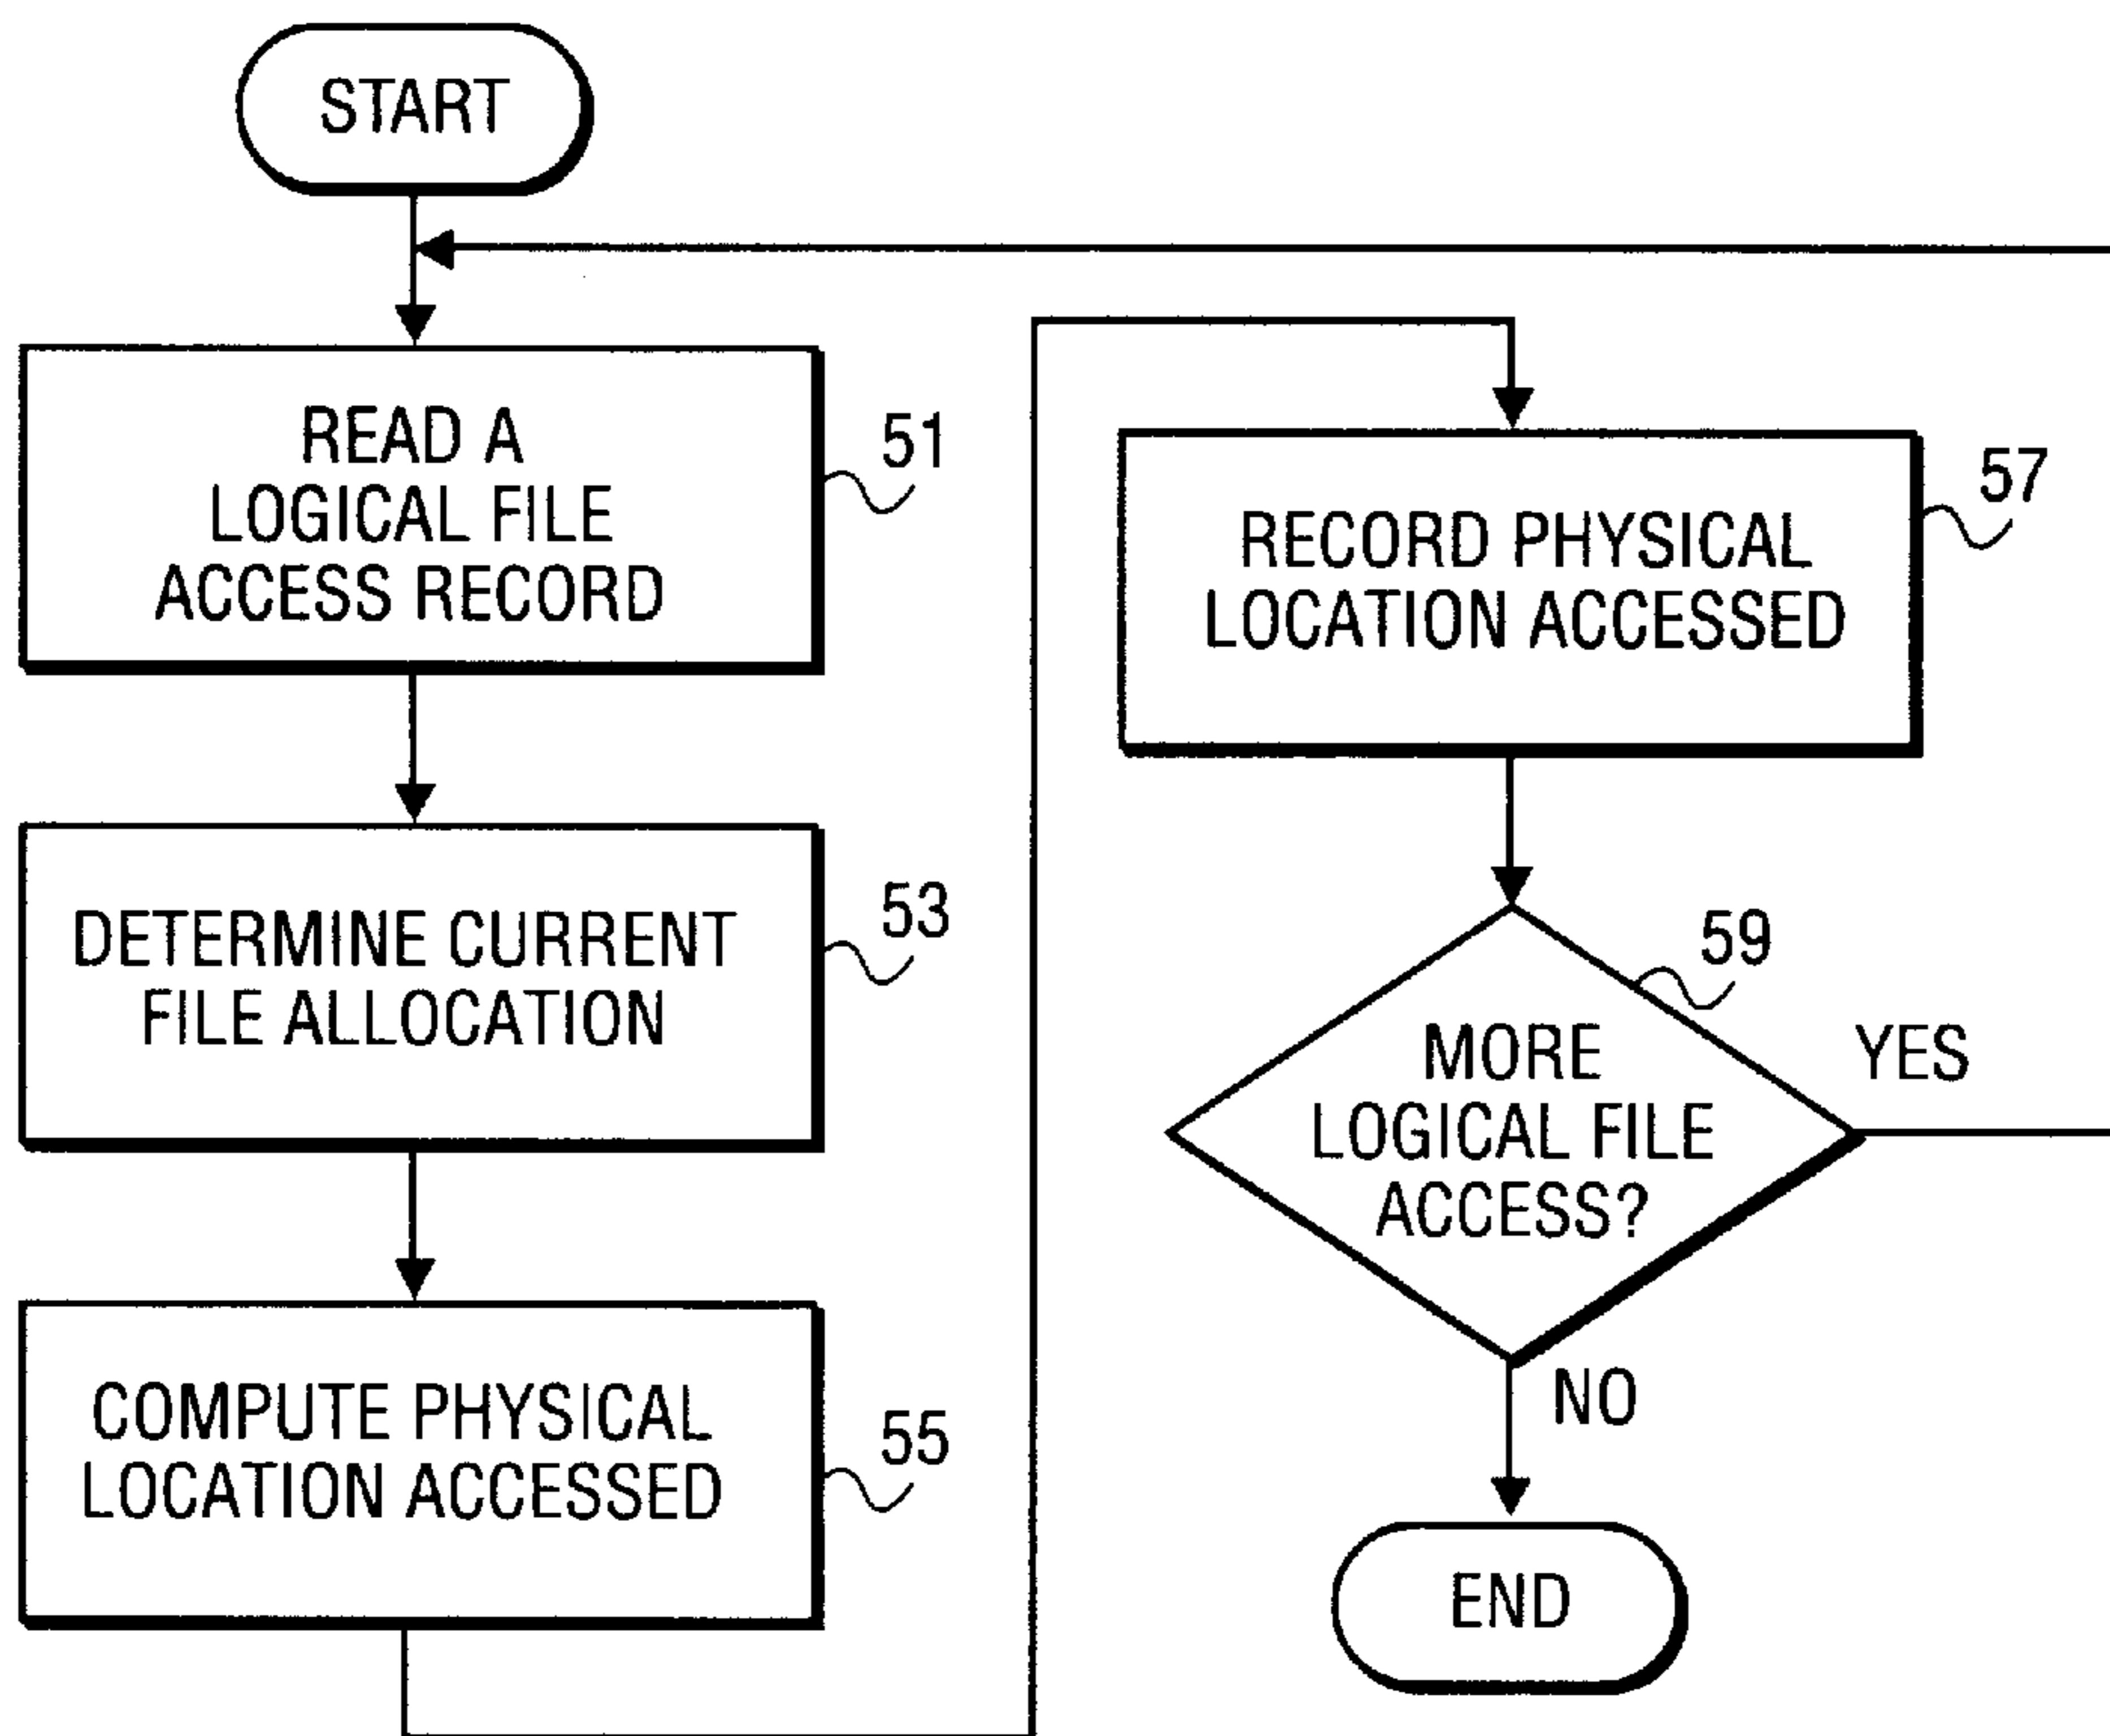 START
READ A
LOGICAL FILE
ACCESS RECORD
51
DETERMINE CURRENT
FILE ALLOCATION
53
COMPUTE PHYSICAL
LOCATION ACCESSED
55
RECORD PHYSICAL
LOCATION ACCESSED
57
59
MORE
LOGICAL FILE
ACCESS?
YES
NO
END